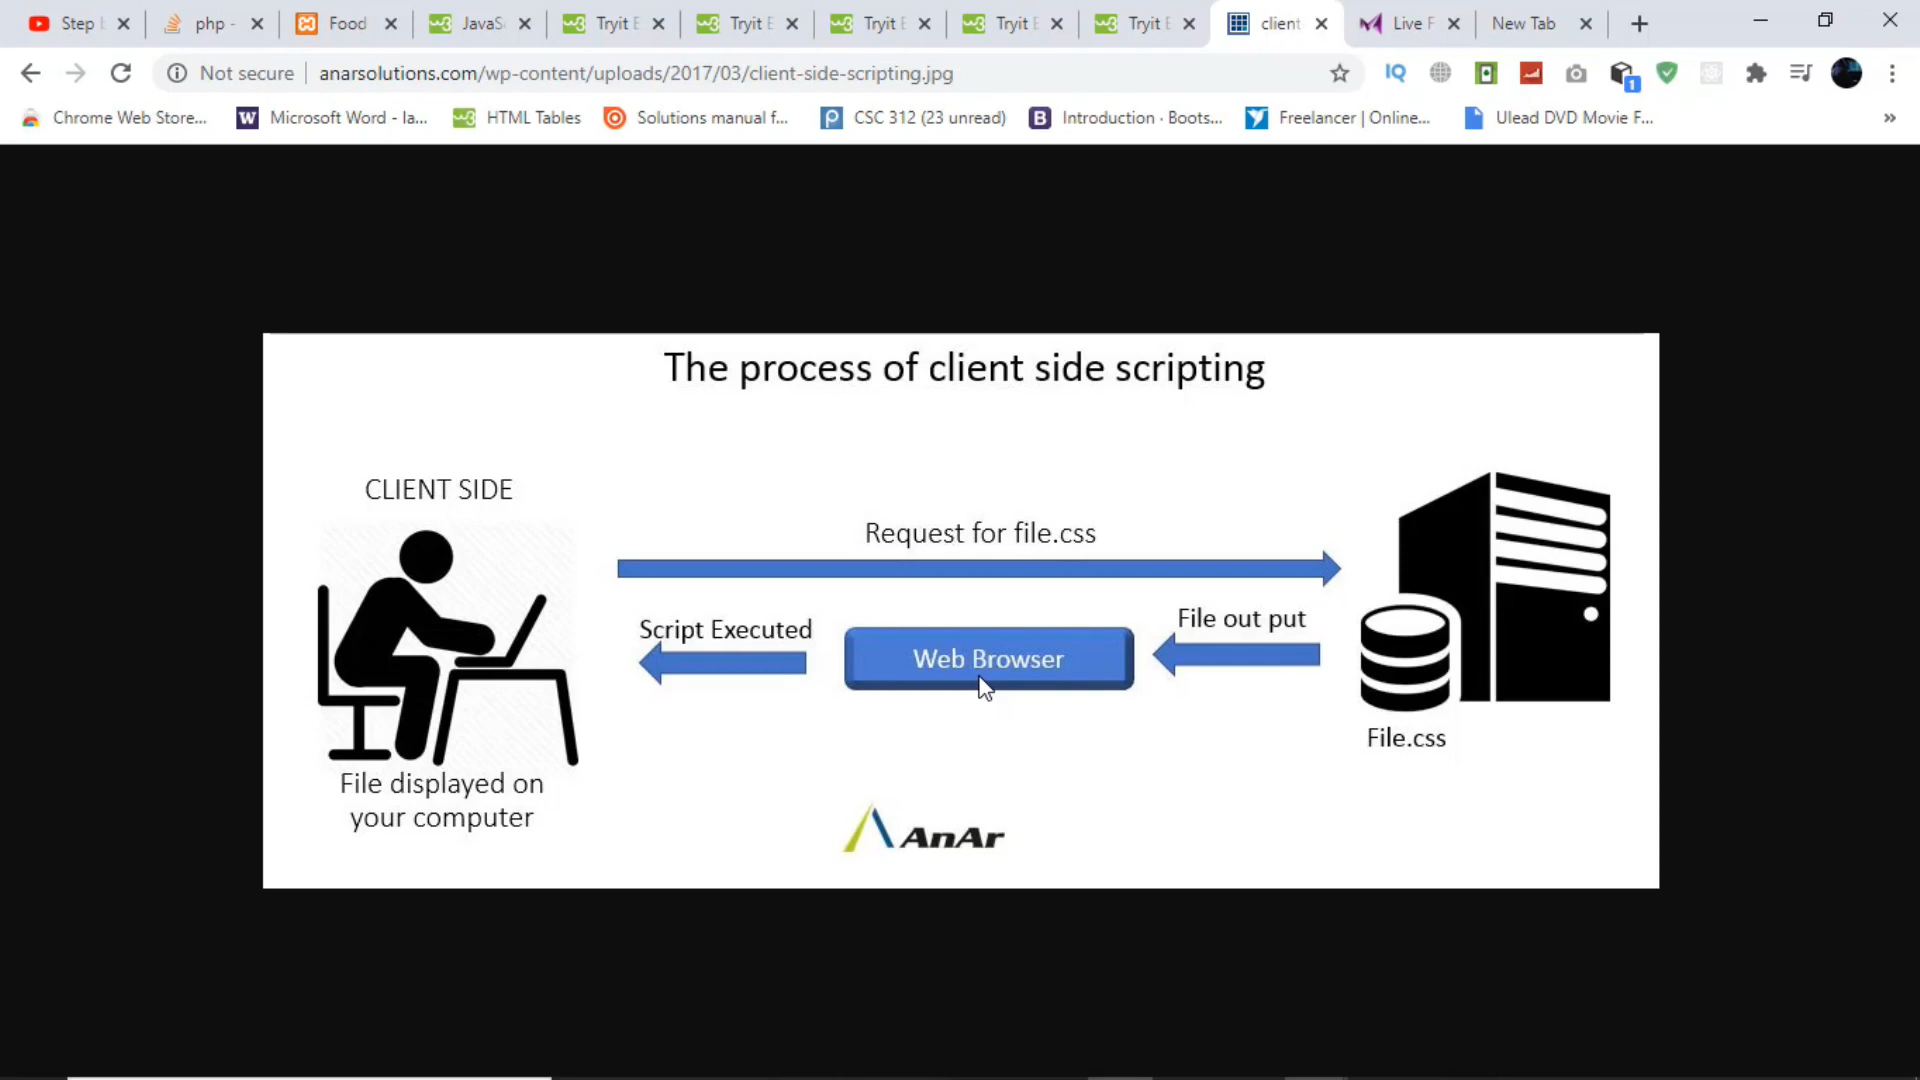 Step
php -
Food
JavaS
Tryit E
Tryit E
Tryit E
Tryit E
Tryit E
client
Live F
New Tab
Not secure
anarsolutions.com/wp-content/uploads/2017/03/client-side-scripting.jpg
IQ
1
Chrome Web Store...
W
Microsoft Word - la...
HTML Tables
Solutions manual f...
CSC 312 (23 unread)
B
Introduction · Boots...
Freelancer | Online...
Ulead DVD Movie F...
»
The process of client side scripting
CLIENT SIDE
Request for file.css
Script Executed
Web Browser
File out put
File.css
File displayed on
your computer
AnAr